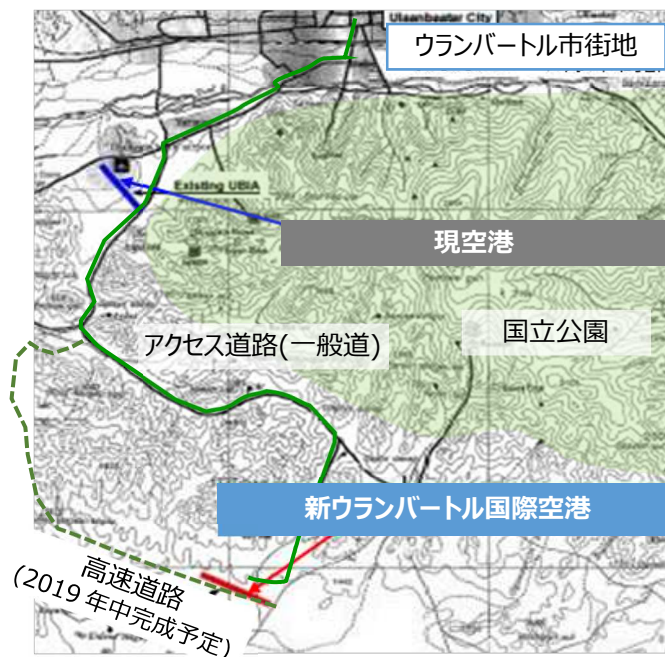 Ulaanbaatar City
ウランバートル市街地
Existing UBIA
現空港
アクセス道路(一般道)
国立公園
新ウランバートル国際空港
高速道路
(2019年中完成予定)